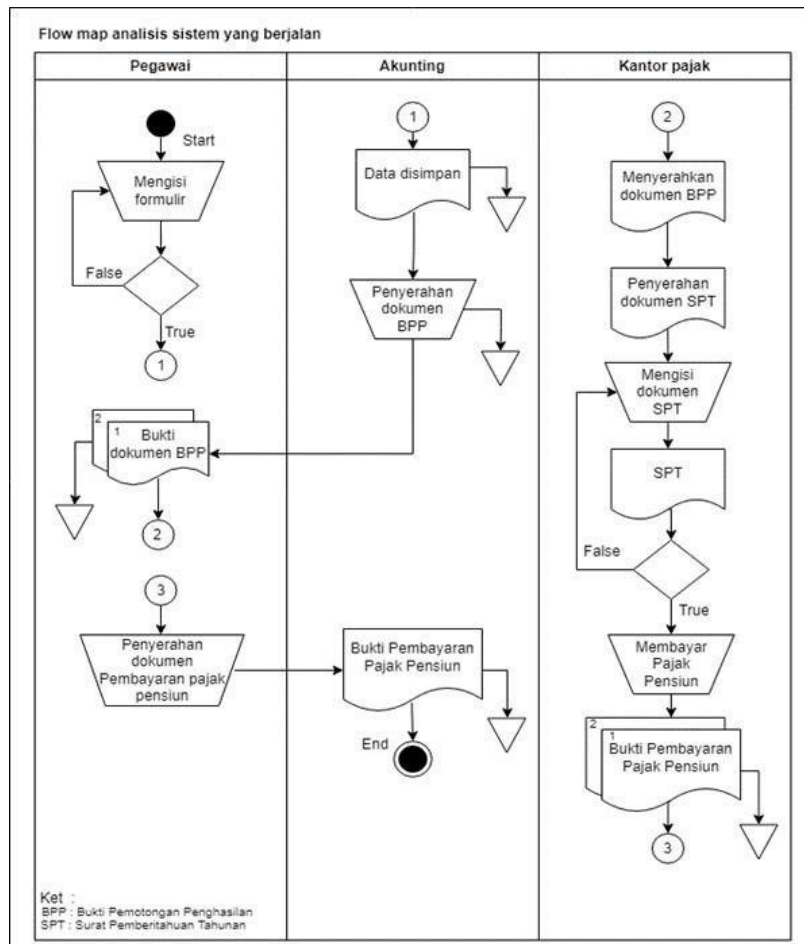 Flow map analisis sistem yang berjalan
Pegawai
Akunting
Kantor pajak
Start
Mengisi
formulir
False
True
1
2
1
Bukti
dokumen BPP
2
3
Penyerahan
dokumen
Pembayaran pajak
pensiun
1
Data disimpan
Penyerahan
dokumen
BPP
Bukti Pembayaran
Pajak Pensiun
End
2
Menyerahkan
dokumen BPP
Penyerahan
dokumen SPT
Mengisi
dokumen
SPT
SPT
False
True
Membayar
Pajak
Pensiun
2
1
Bukti Pembayaran
Pajak Pensiun
3
Ket :
BPP : Bukti Pemotongan Penghasilan
SPT : Surat Pemberitahuan Tahunan